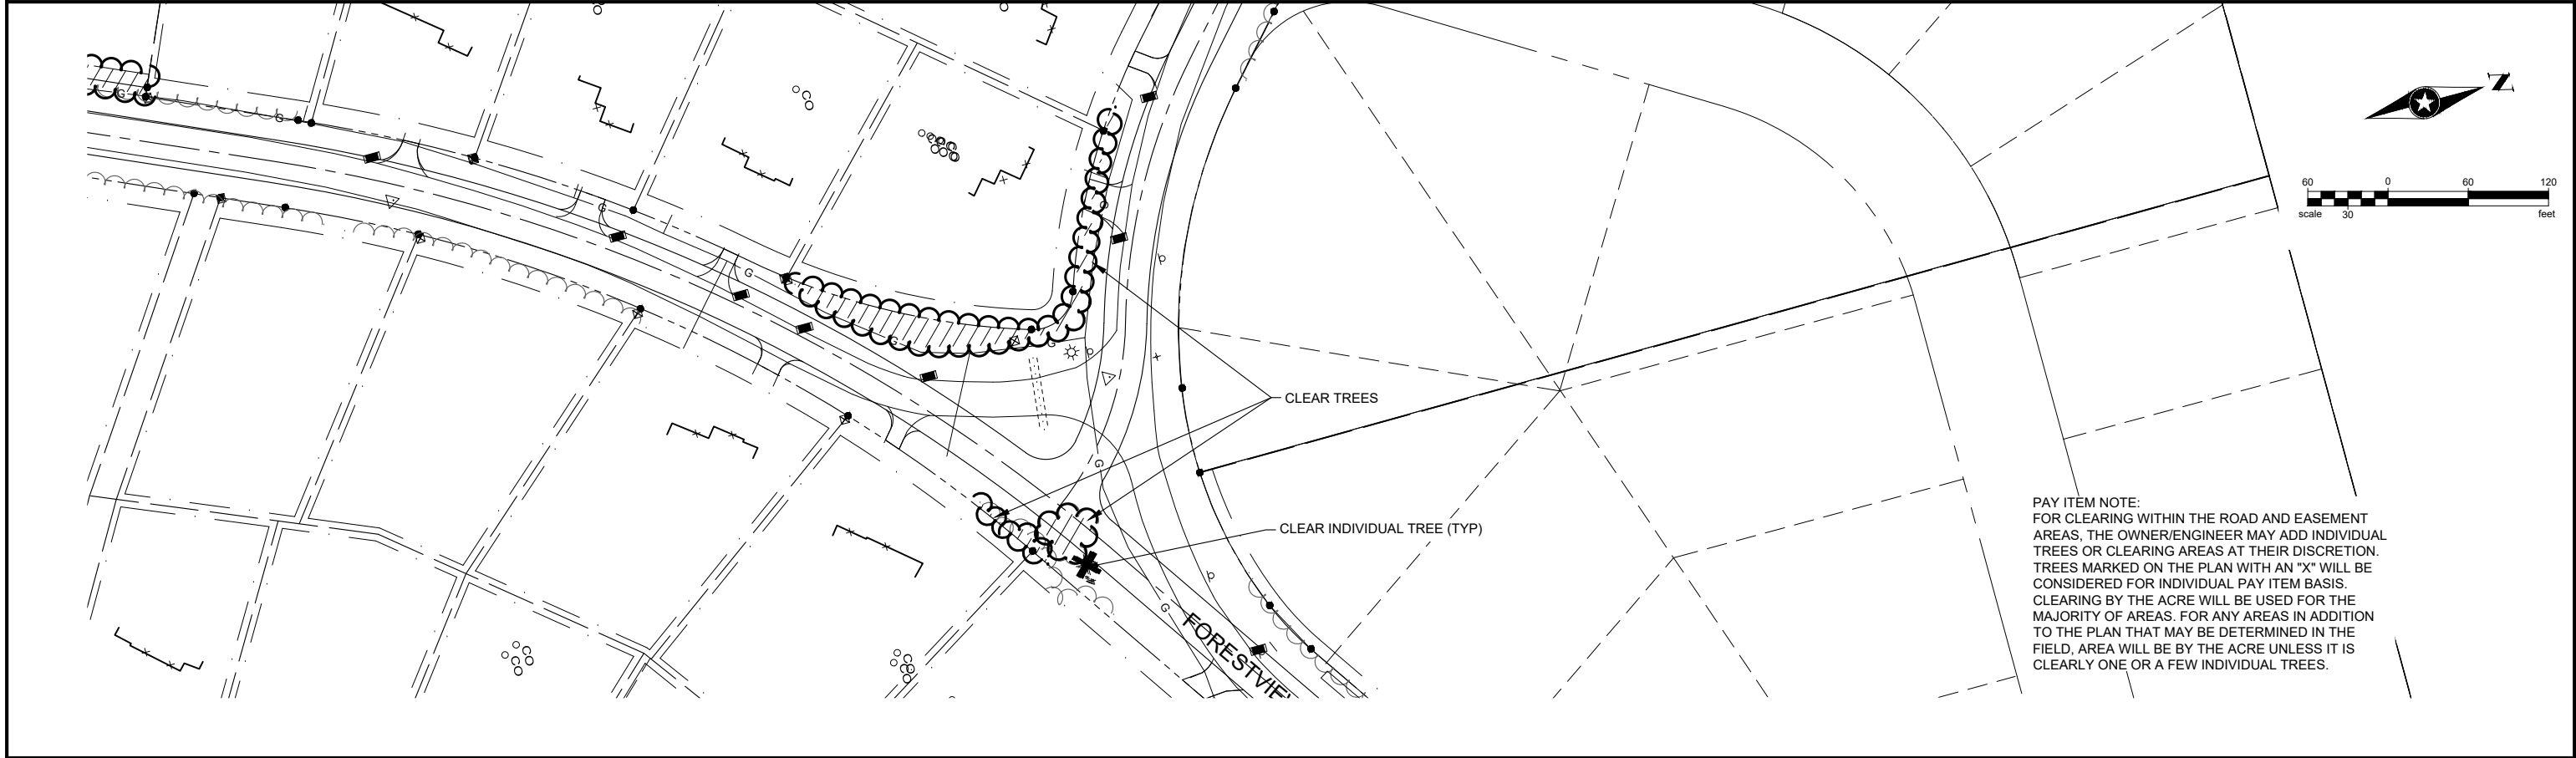 N
60 0 60 120
scale 30 feet
G
G
G
G
G
G
CLEAR TREES
G
CLEAR INDIVIDUAL TREE (TYP)
G
PAY ITEM NOTE:
FOR CLEARING WITHIN THE ROAD AND EASEMENT
AREAS, THE OWNER/ENGINEER MAY ADD INDIVIDUAL
TREES OR CLEARING AREAS AT THEIR DISCRETION.
TREES MARKED ON THE PLAN WITH AN "X" WILL BE
CONSIDERED FOR INDIVIDUAL PAY ITEM BASIS.
CLEARING BY THE ACRE WILL BE USED FOR THE
MAJORITY OF AREAS. FOR ANY AREAS IN ADDITION
TO THE PLAN THAT MAY BE DETERMINED IN THE
FIELD, AREA WILL BE BY THE ACRE UNLESS IT IS
CLEARLY ONE OR A FEW INDIVIDUAL TREES.